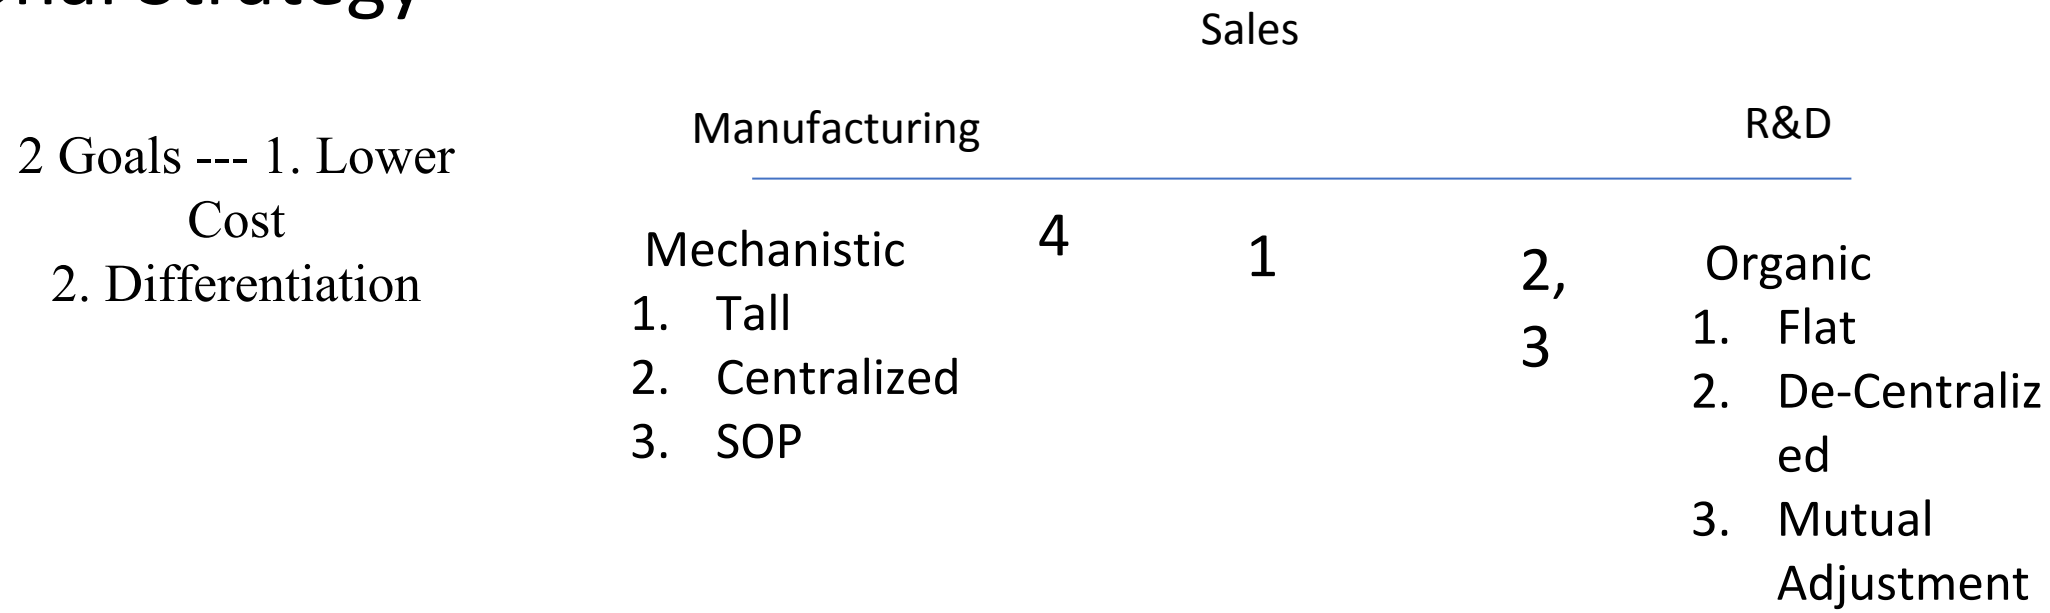 Strategy
2 Goals --- 1. Lower
Cost
2. Differentiation
Sales
Manufacturing
R&D
4
1
2,
3
Mechanistic
1. Tall
2. Centralized
3. SOP
Organic
1. Flat
2. De-Centraliz
ed
3. Mutual
Adjustment